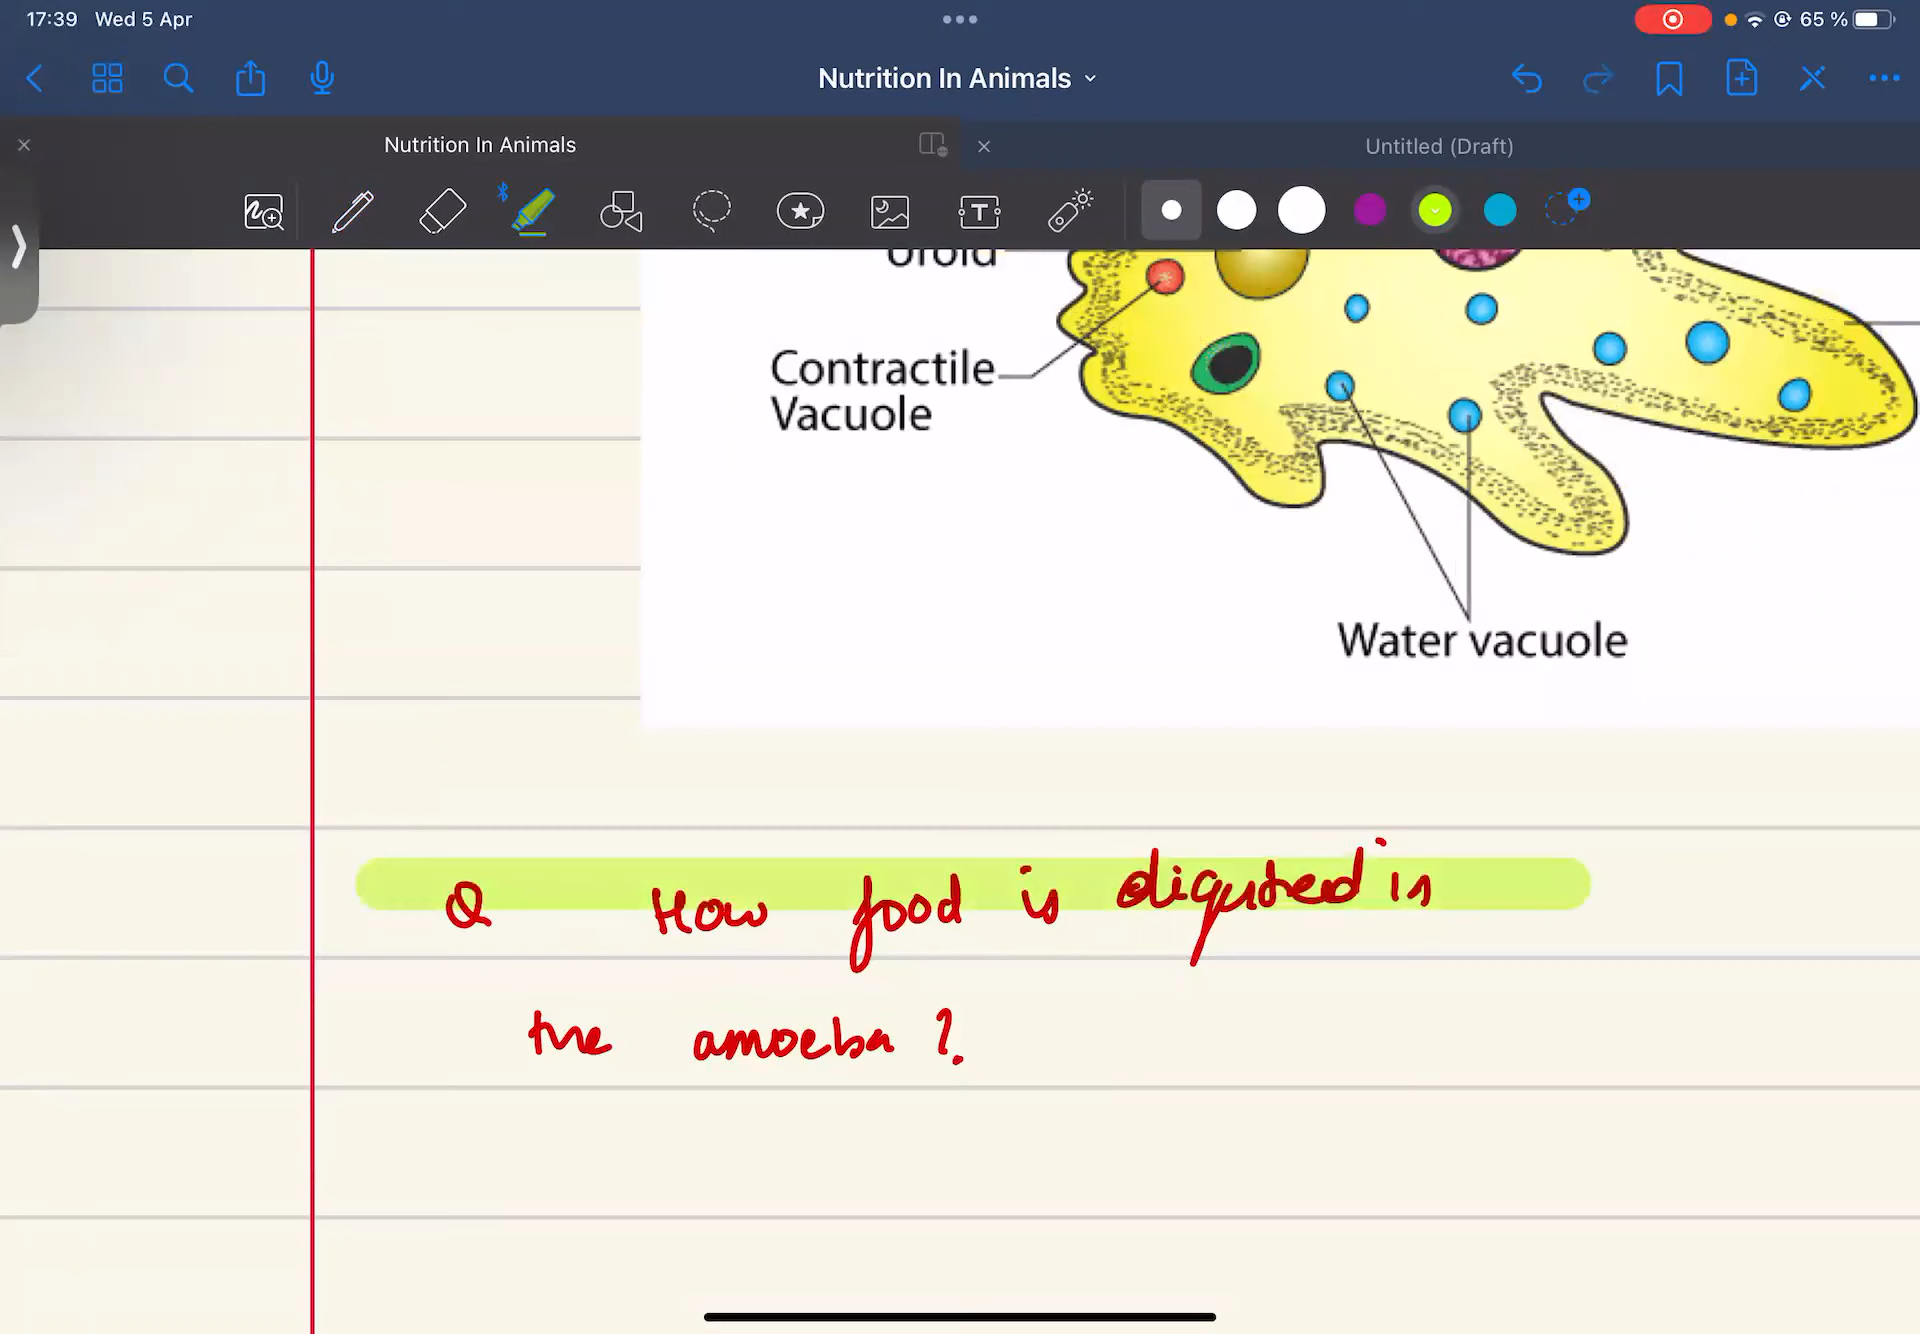 17:39 Wed 5 Apr 65 %
Nutrition In Animals
Nutrition In Animals Untitled (Draft)
Contractile
Vacuole
Water vacuole
Q How food is digested in
the amoeba ?